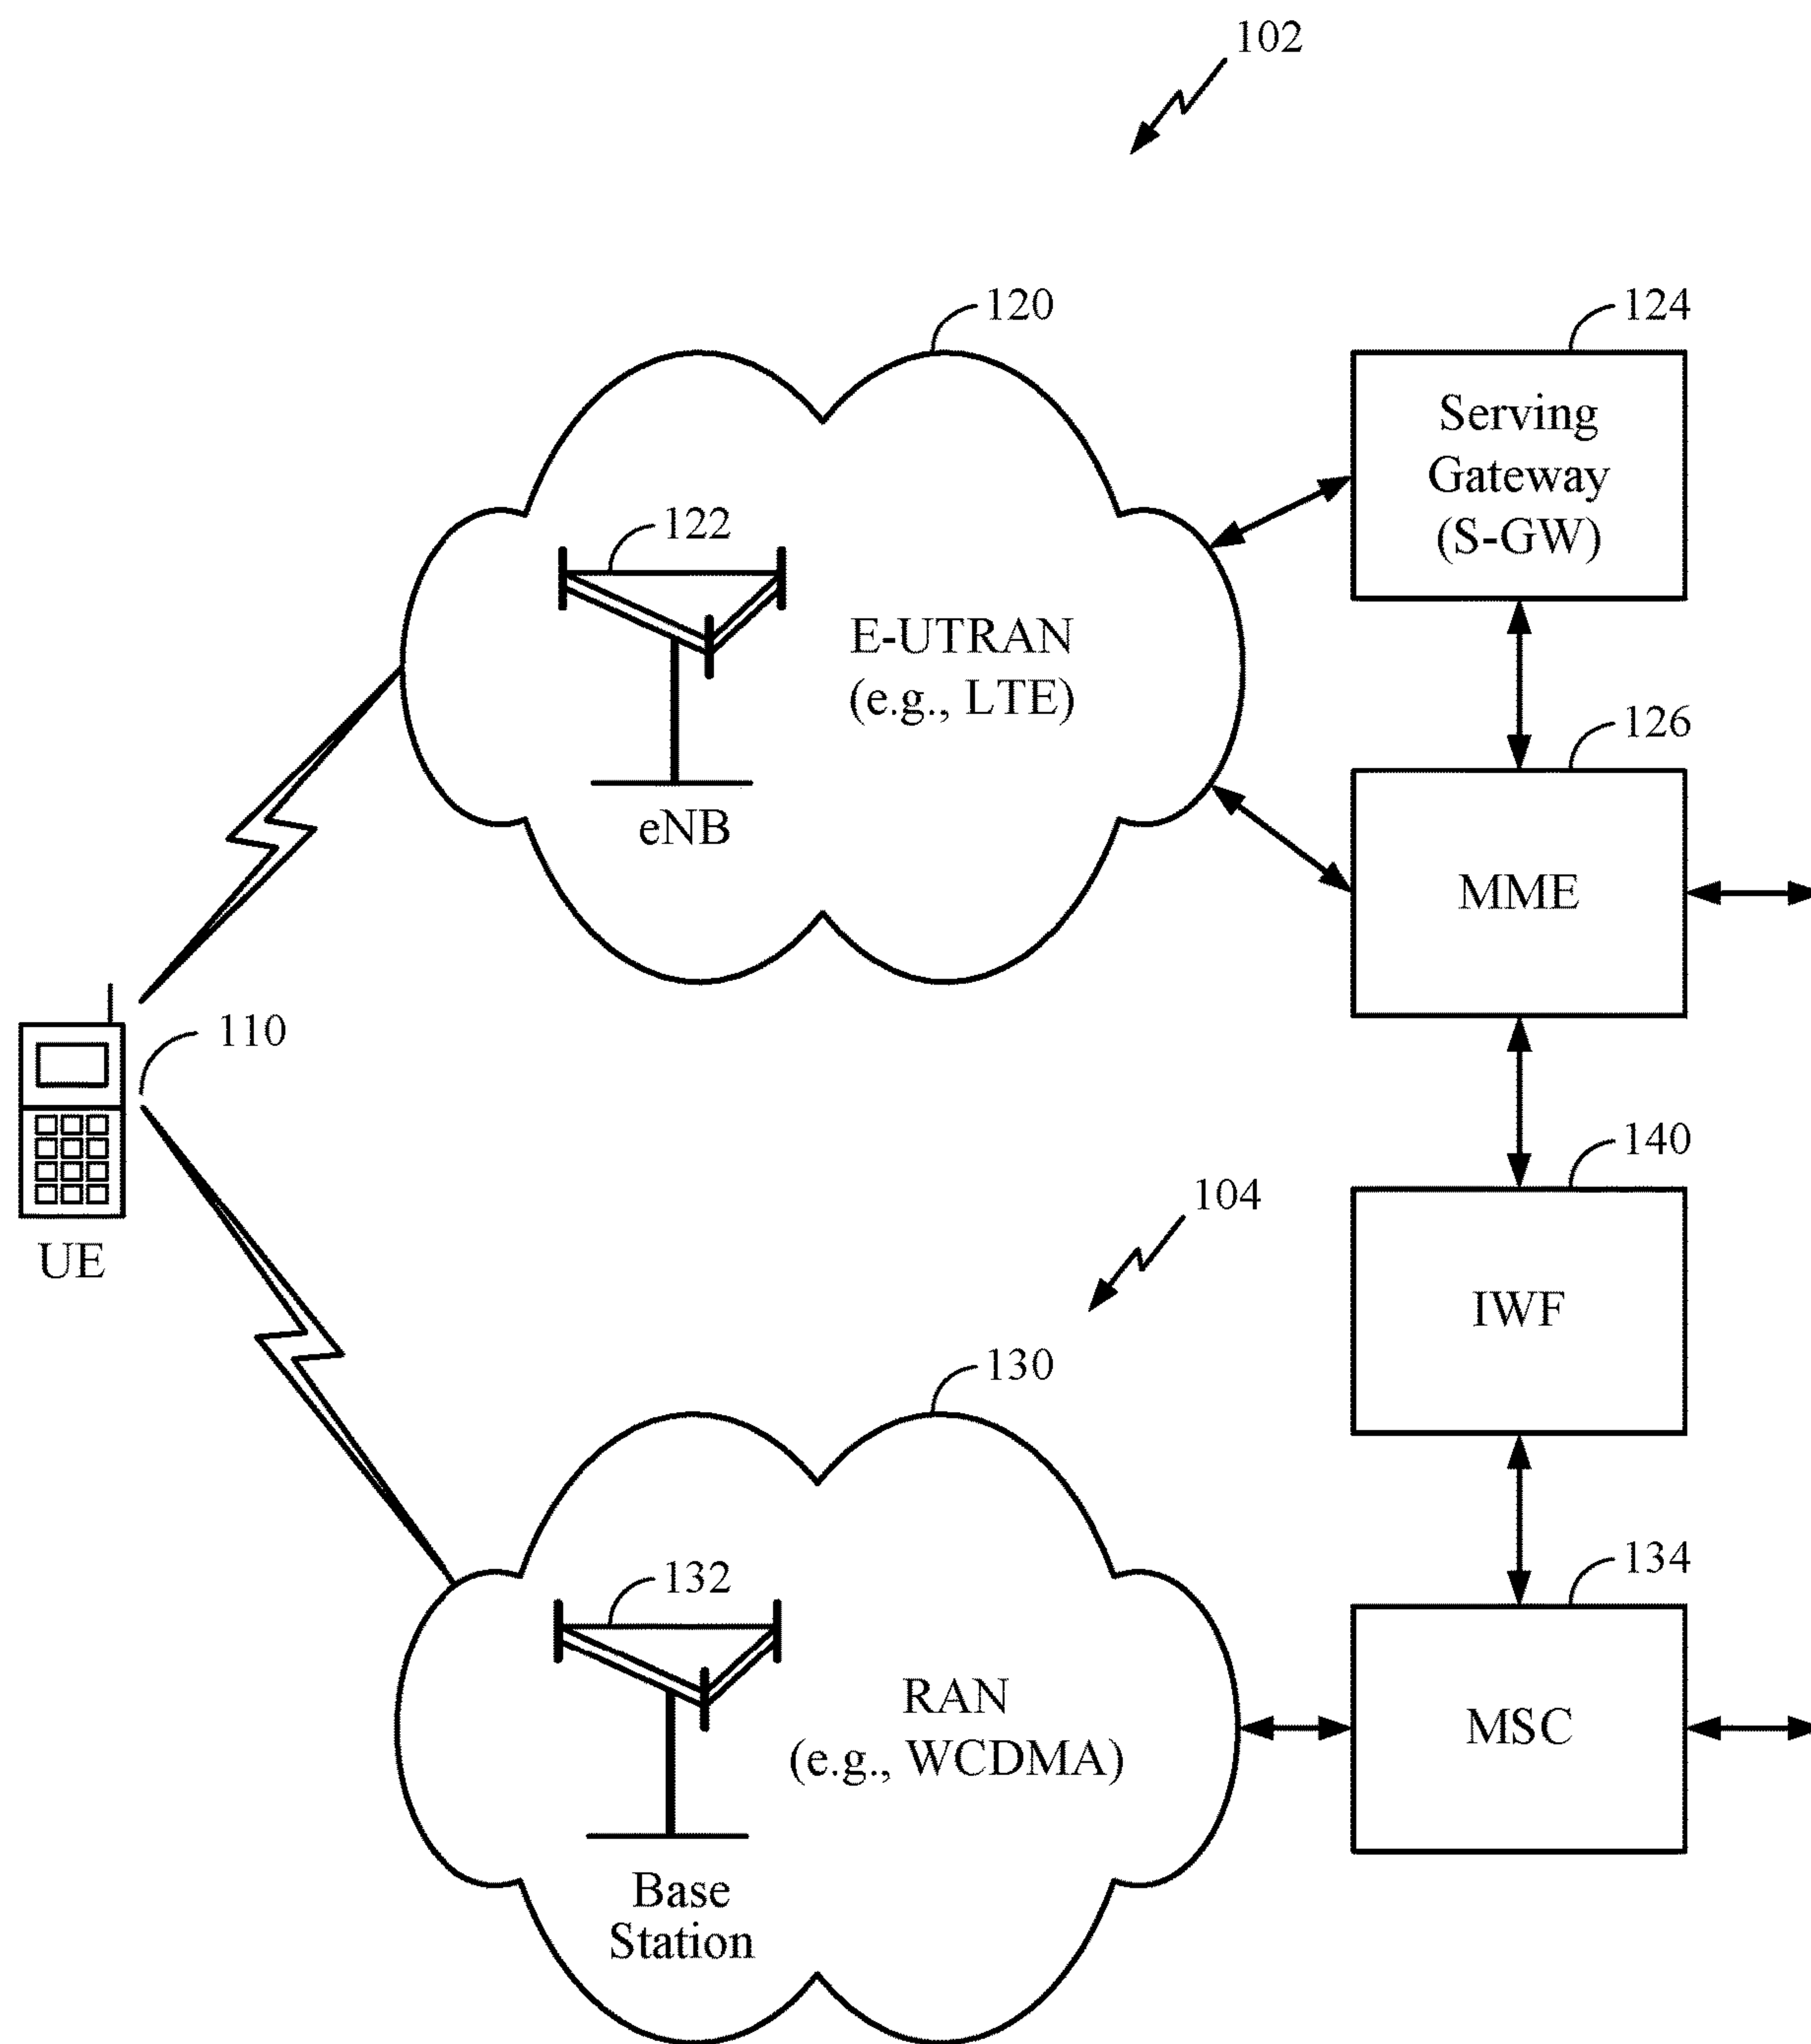 102
120
124
Serving
Gateway
(S-GW)
122
E-UTRAN
(e.g., LTE)
eNB
126
MME
110
UE
140
IWF
104
130
132
134
RAN
(e.g., WCDMA)
MSC
Base
Station